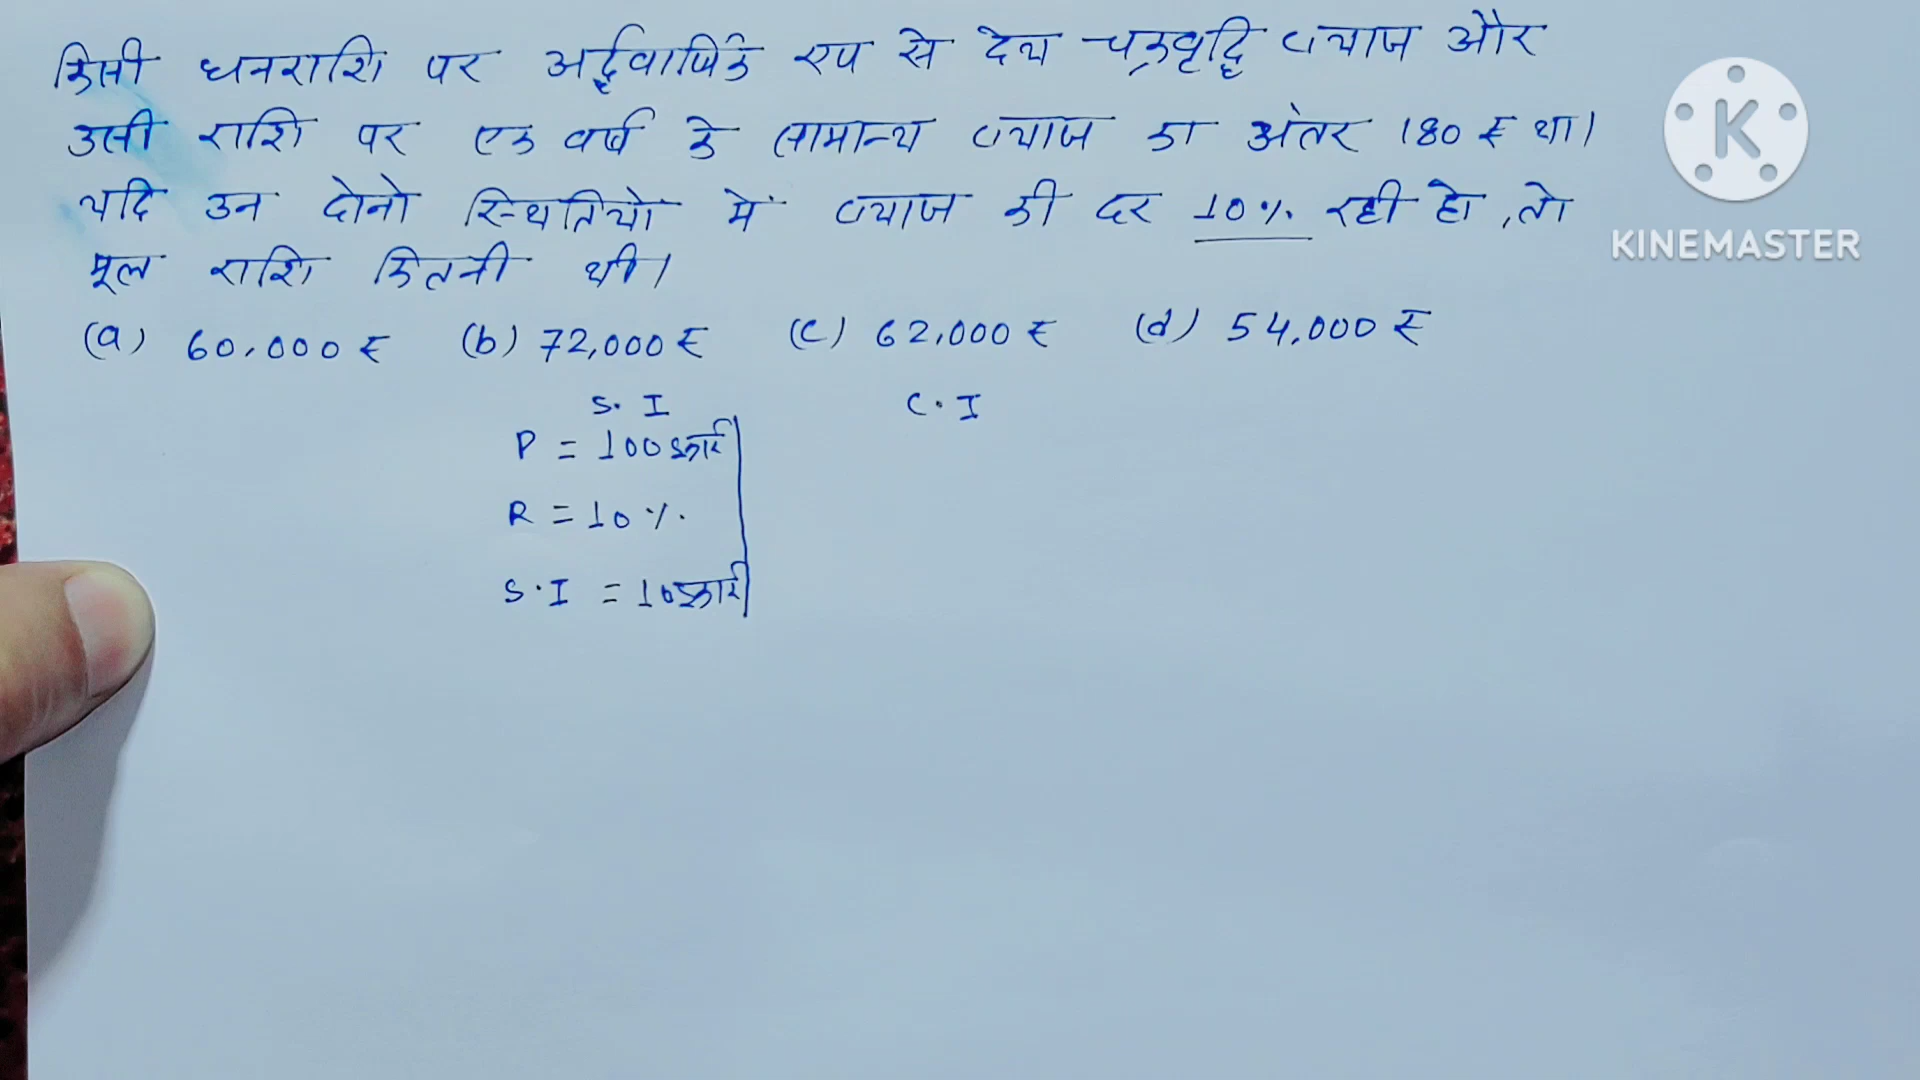 किसी धनराशि पर अर्द्धवार्षिक रूप से देय चक्रवृद्धि ब्याज और
उसी राशि पर एक वर्ष के सामान्य ब्याज का अंतर 180 ₹ था।
यदि उन दोनो स्थितियो में ब्याज की दर 10% रही हो, तो
मूल राशि कितनी थी।
(a) 60,000 ₹ (b) 72,000 ₹ (c) 62,000 ₹ (d) 54,000 ₹
S. I C. I
P = 100 इकाई
R = 10 %.
S. I = 10 इकाई
K
KINEMASTER